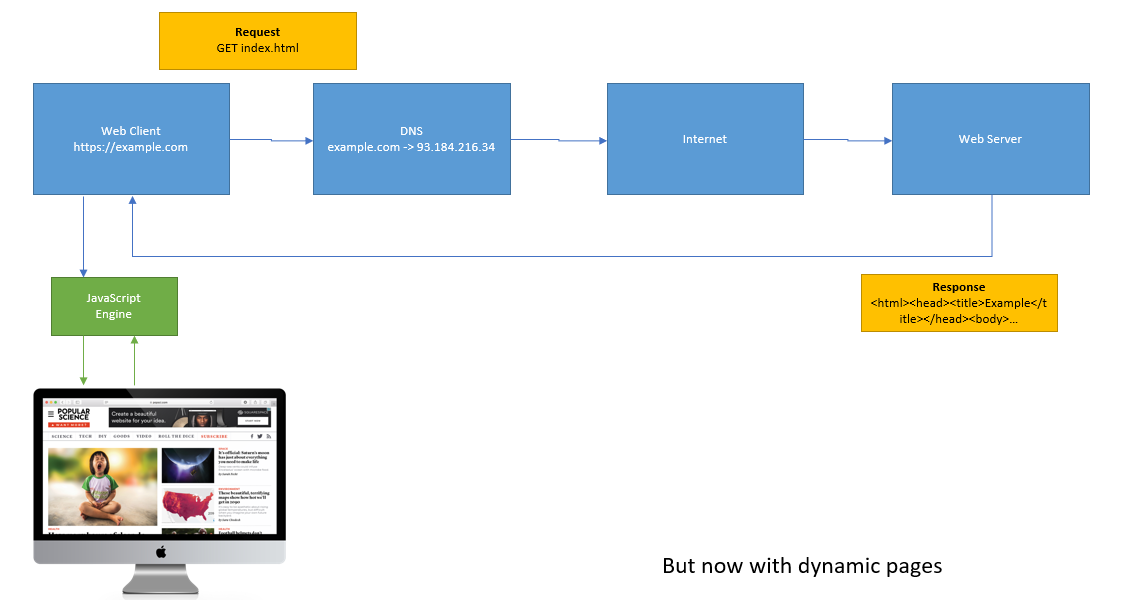 Request
GET index.html
Web Client
https://example.com
DNS
example.com -> 93.184.216.34
Internet
Web Server
JavaScript
Engine
Response
<html><head><title>Example</t
itle></head><body>...
POPULAR
SCIENCE
Create a beautiful
website for your idea.
SCIENCE TECH DIY GOODS VIDEO ROLL THE DICE SUBSCRIBE
It's official: Saturn's moon
has just about everything
you need to make life
These beautiful, terrifying
maps show how hot we'll
get in 2090
But now with dynamic pages